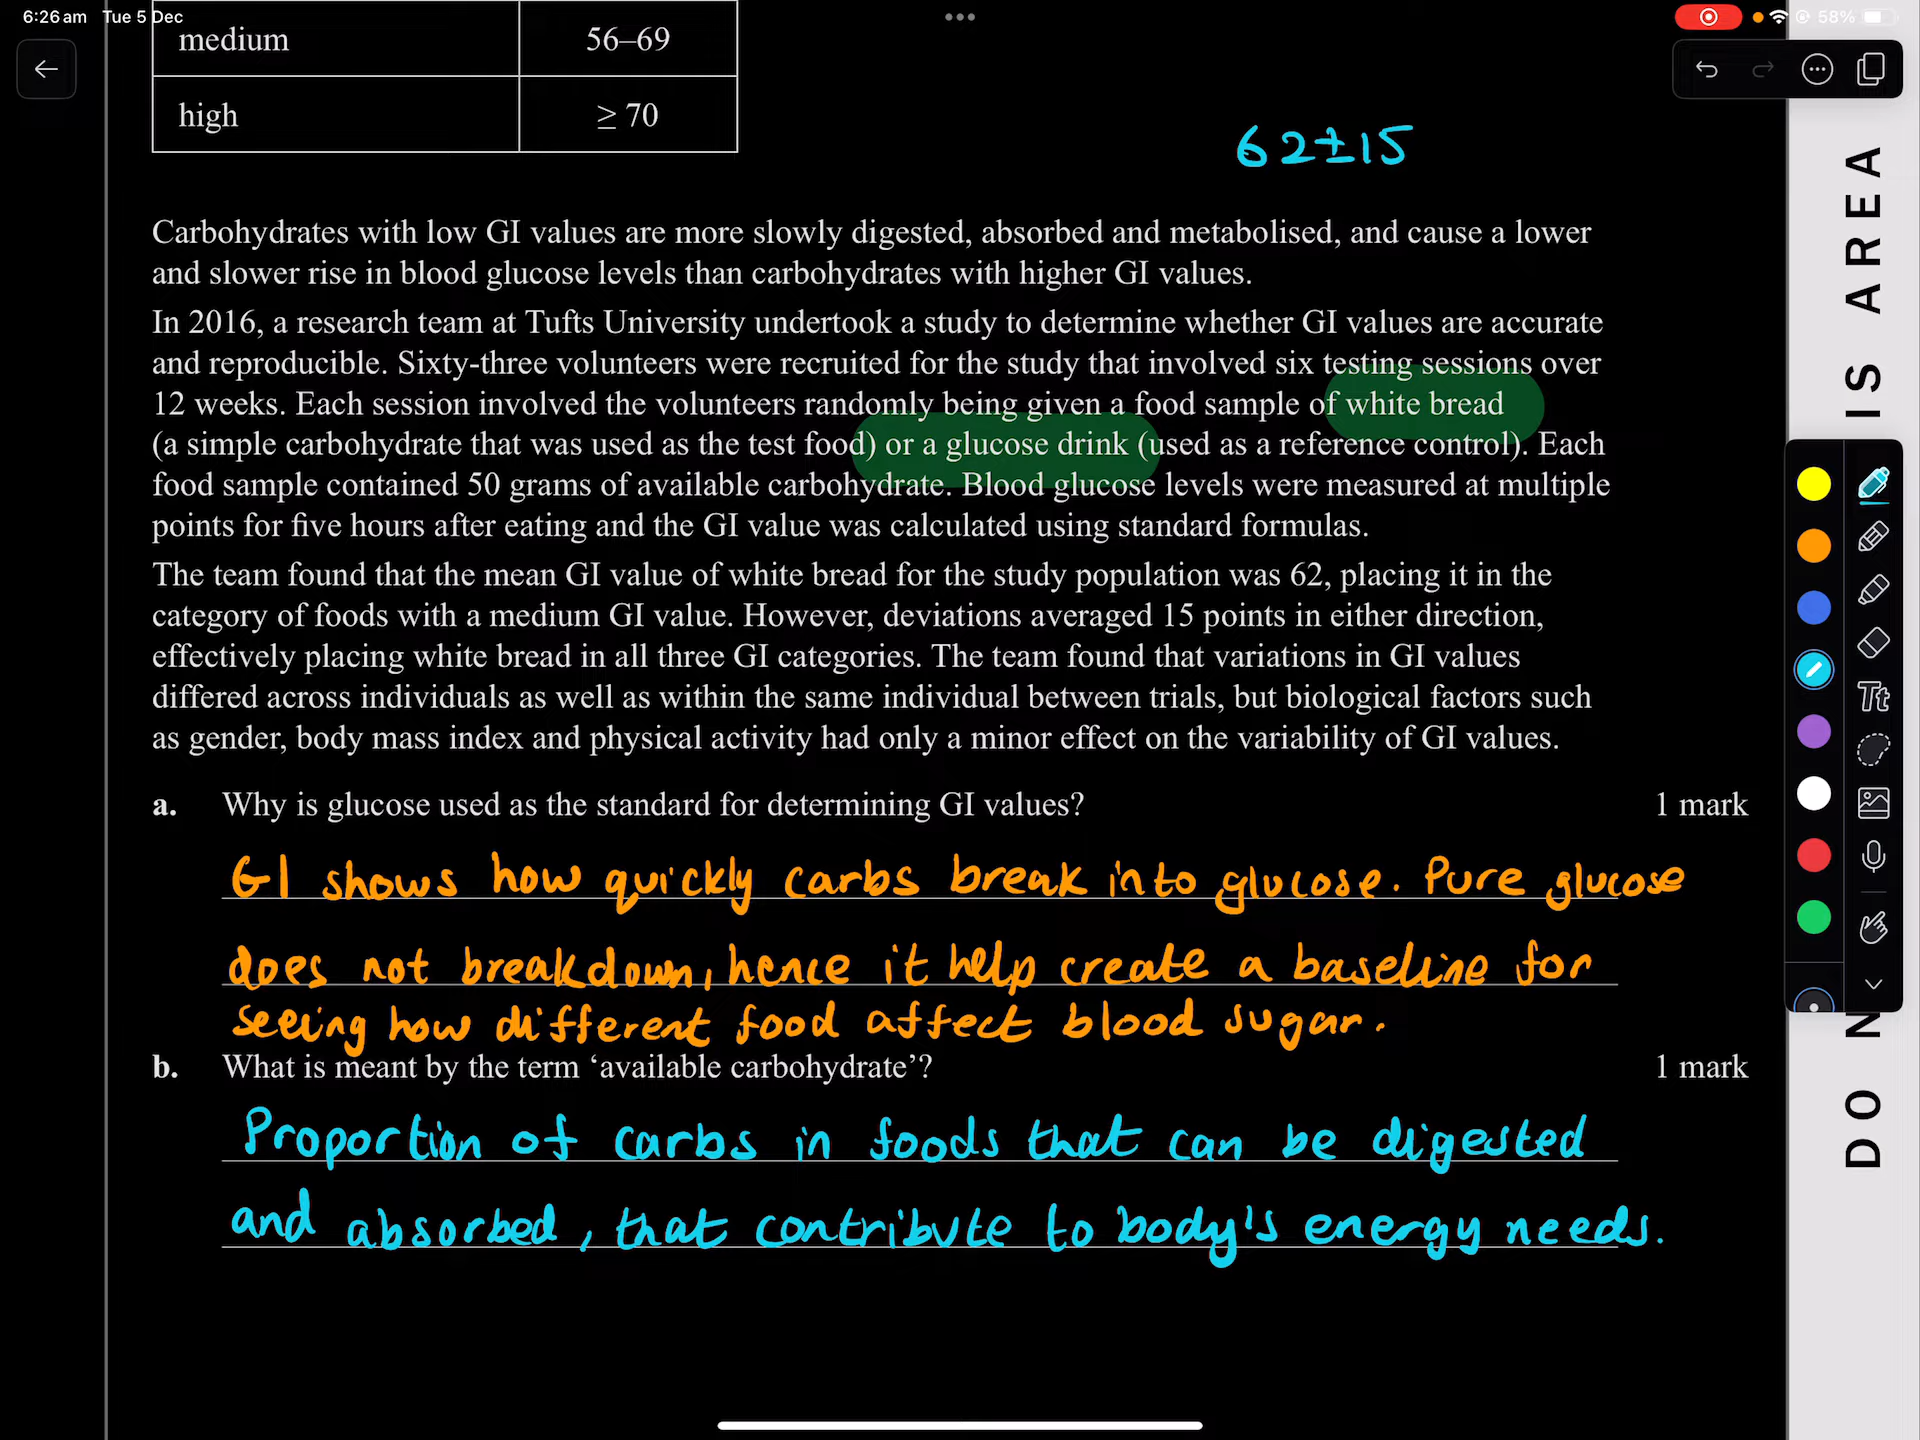 6:26 am Tue 5 Dec
58%
medium 56–69
high ≥ 70
62±15
Carbohydrates with low GI values are more slowly digested, absorbed and metabolised, and cause a lower
and slower rise in blood glucose levels than carbohydrates with higher GI values.
In 2016, a research team at Tufts University undertook a study to determine whether GI values are accurate
and reproducible. Sixty-three volunteers were recruited for the study that involved six testing sessions over
12 weeks. Each session involved the volunteers randomly being given a food sample of white bread
(a simple carbohydrate that was used as the test food) or a glucose drink (used as a reference control). Each
food sample contained 50 grams of available carbohydrate. Blood glucose levels were measured at multiple
points for five hours after eating and the GI value was calculated using standard formulas.
The team found that the mean GI value of white bread for the study population was 62, placing it in the
category of foods with a medium GI value. However, deviations averaged 15 points in either direction,
effectively placing white bread in all three GI categories. The team found that variations in GI values
differed across individuals as well as within the same individual between trials, but biological factors such
as gender, body mass index and physical activity had only a minor effect on the variability of GI values.
a. Why is glucose used as the standard for determining GI values? 1 mark
GI shows how quickly carbs break into glucose. Pure glucose
does not breakdown, hence it help create a baseline for
seeing how different food affect blood sugar.
b. What is meant by the term ‘available carbohydrate’? 1 mark
Proportion of carbs in foods that can be digested
and absorbed, that contribute to body's energy needs.
Tt
DO N IS AREA